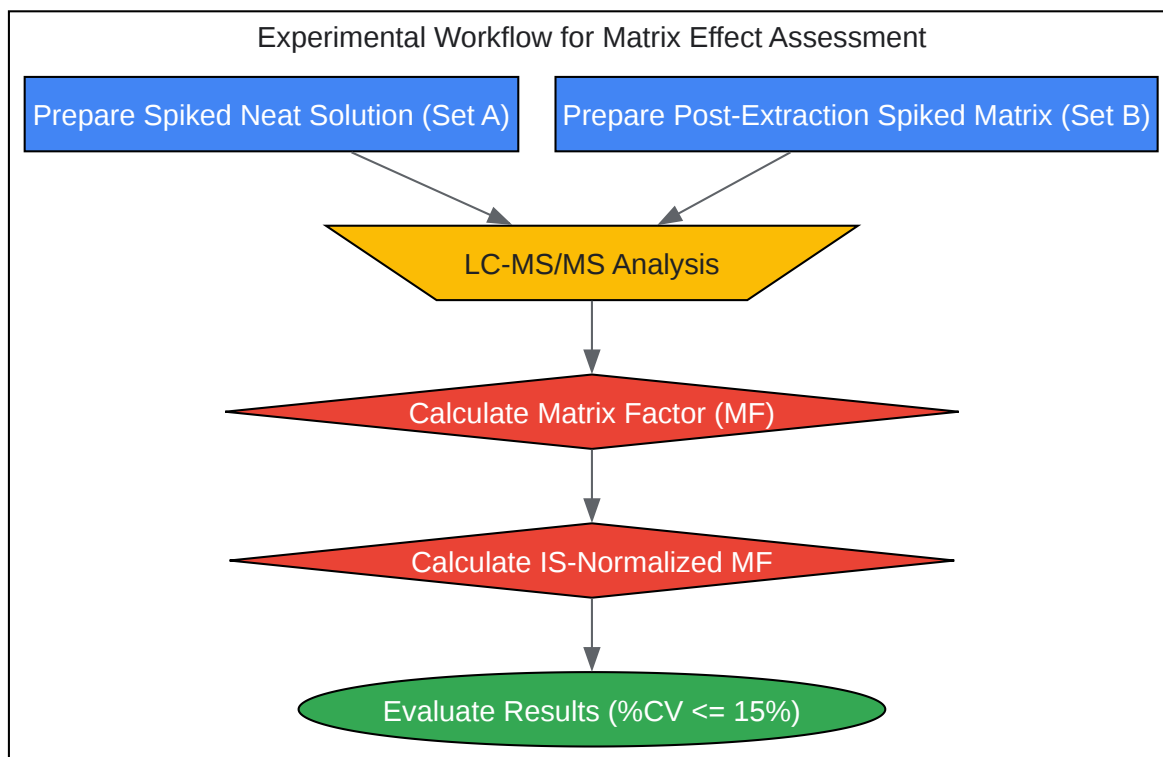 Experimental Workflow for Matrix Effect Assessment
Prepare Spiked Neat Solution (Set A)
Prepare Post-Extraction Spiked Matrix (Set B)
LC-MS/MS Analysis
Calculate Matrix Factor (MF)
Calculate IS-Normalized MF
Evaluate Results (%CV <= 15%)